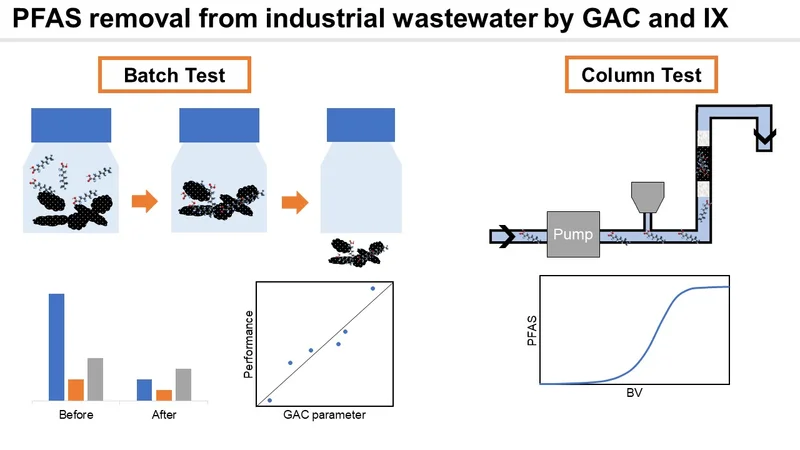 PFAS removal from industrial wastewater by GAC and IX
Batch Test
Column Test
Pump
Before
After
Performance
GAC parameter
PFAS
BV